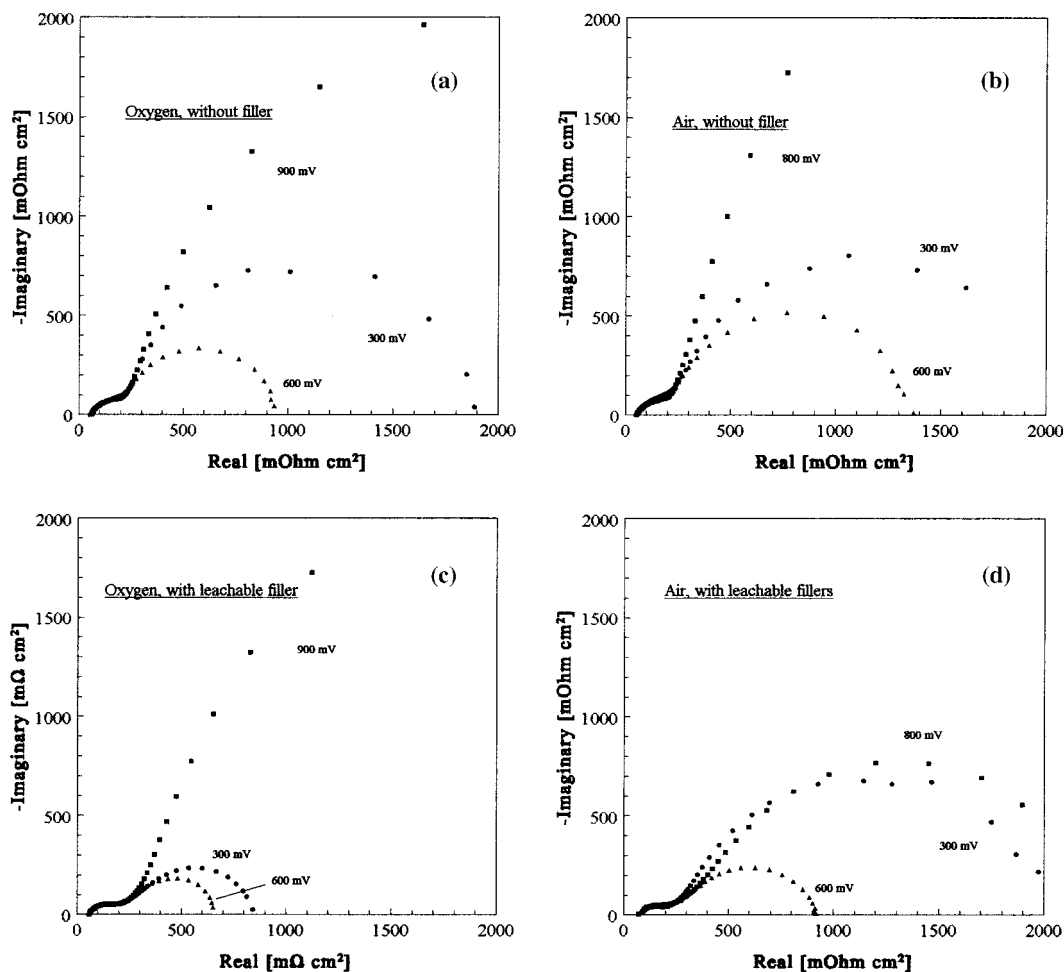 (a)
Oxygen, without filler
900 mV
300 mV
600 mV
-Imaginary [mOhm cm²]
2000
1500
1000
500
0
0 500 1000 1500 2000
Real [mOhm cm²]
(b)
Air, without filler
800 mV
300 mV
600 mV
-Imaginary [mOhm cm²]
2000
1500
1000
500
0
0 500 1000 1500 2000
Real [mOhm cm²]
(c)
Oxygen, with leachable filler
900 mV
300 mV
600 mV
-Imaginary [mΩ cm²]
2000
1500
1000
500
0
0 500 1000 1500 2000
Real [mΩ cm²]
(d)
Air, with leachable fillers
800 mV
300 mV
600 mV
-Imaginary [mOhm cm²]
2000
1500
1000
500
0
0 500 1000 1500 2000
Real [mOhm cm²]